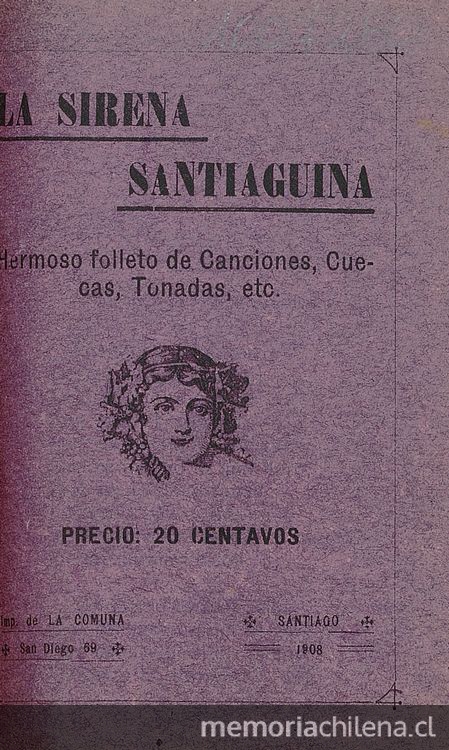 LA SIRENA
SANTIAGUINA
Hermoso folleto de Canciones, Cue-
cas, Tonadas, etc.
PRECIO: 20 CENTAVOS
Imp. de LA COMUNA
San Diego 69
SANTIAGO
1908
memoriachilena.cl